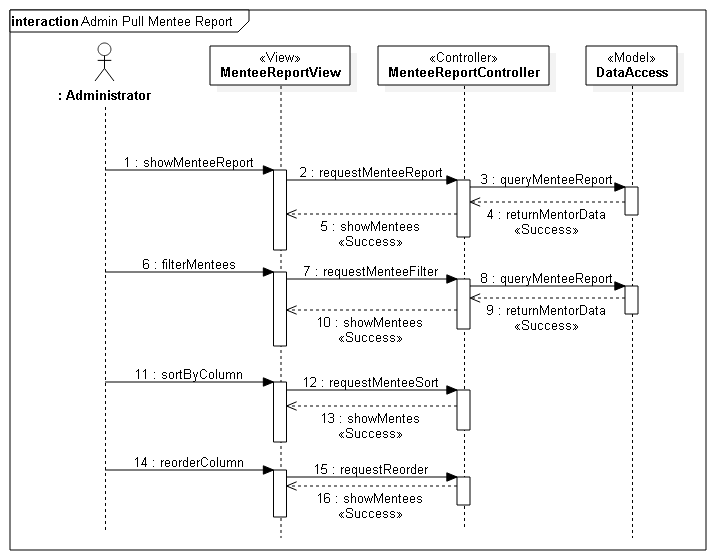 interaction Admin Pull Mentee Report
«View»
MenteeReportView
«Controller»
MenteeReportController
«Model»
DataAccess
: Administrator
1 : showMenteeReport
2 : requestMenteeReport
3 : queryMenteeReport
4 : returnMentorData
«Success»
5 : showMentees
«Success»
6 : filterMentees
7 : requestMenteeFilter
8 : queryMenteeReport
9 : returnMentorData
«Success»
10 : showMentees
«Success»
11 : sortByColumn
12 : requestMenteeSort
13 : showMentes
«Success»
14 : reorderColumn
15 : requestReorder
16 : showMentees
«Success»